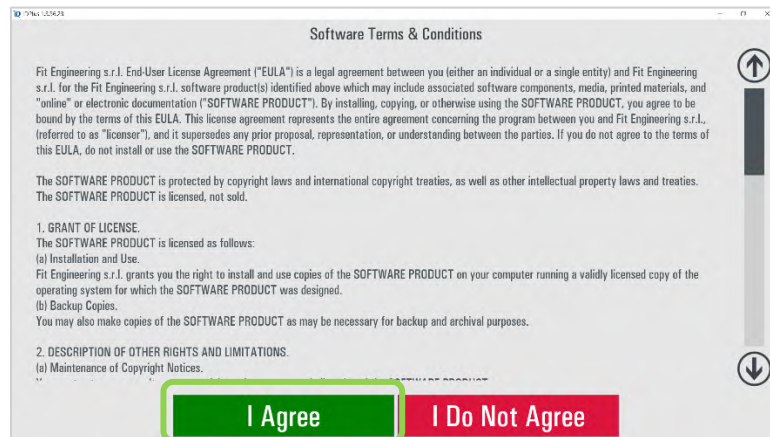 Software Terms & Conditions
Fit Engineering s.r.l. End-User License Agreement ("EULA") is a legal agreement between you (either an individual or a single entity) and Fit Engineering
s.r.l. for the Fit Engineering s.r.l. software product(s) identified above which may include associated software components, media, printed materials, and
"online" or electronic documentation ("SOFTWARE PRODUCT"). By installing, copying, or otherwise using the SOFTWARE PRODUCT, you agree to be
bound by the terms of this EULA. This license agreement represents the entire agreement concerning the program between you and Fit Engineering s.r.l.,
(referred to as "licenser"), and it supersedes any prior proposal, representation, or understanding between the parties. If you do not agree to the terms of
this EULA, do not install or use the SOFTWARE PRODUCT.
The SOFTWARE PRODUCT is protected by copyright laws and international copyright treaties, as well as other intellectual property laws and treaties.
The SOFTWARE PRODUCT is licensed, not sold.
1. GRANT OF LICENSE.
The SOFTWARE PRODUCT is licensed as follows:
(a) Installation and Use.
Fit Engineering s.r.l. grants you the right to install and use copies of the SOFTWARE PRODUCT on your computer running a validly licensed copy of the
operating system for which the SOFTWARE PRODUCT was designed.
(b) Backup Copies.
You may also make copies of the SOFTWARE PRODUCT as may be necessary for backup and archival purposes.
2. DESCRIPTION OF OTHER RIGHTS AND LIMITATIONS.
(a) Maintenance of Copyright Notices.
I Agree
I Do Not Agree